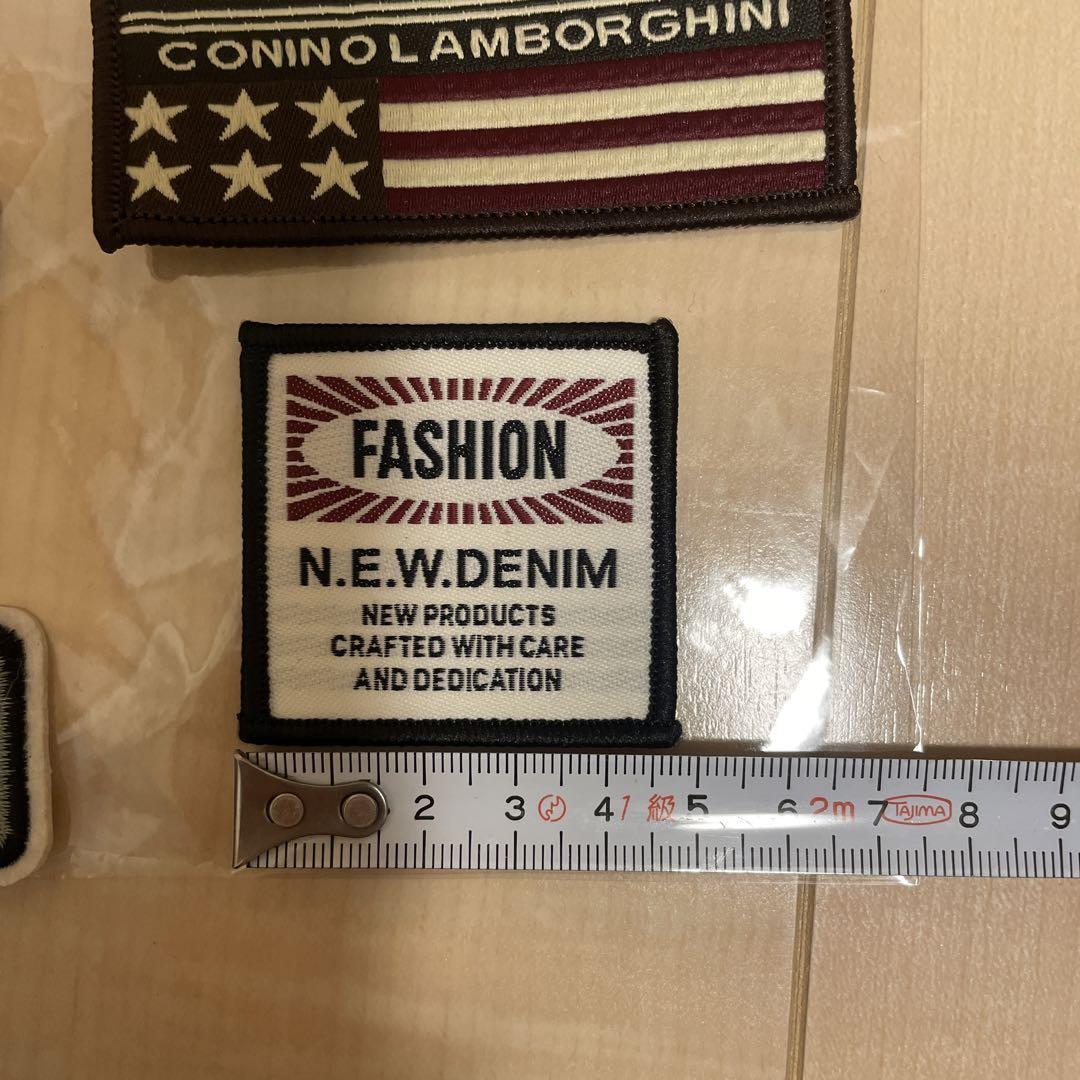 CONINO LAMBORGHINI
FASHION
N.E.W.DENIM
NEW PRODUCTS
CRAFTED WITH CARE
AND DEDICATION
2 3 4 1級 5 6 2m 7 TAJIMA 8 9